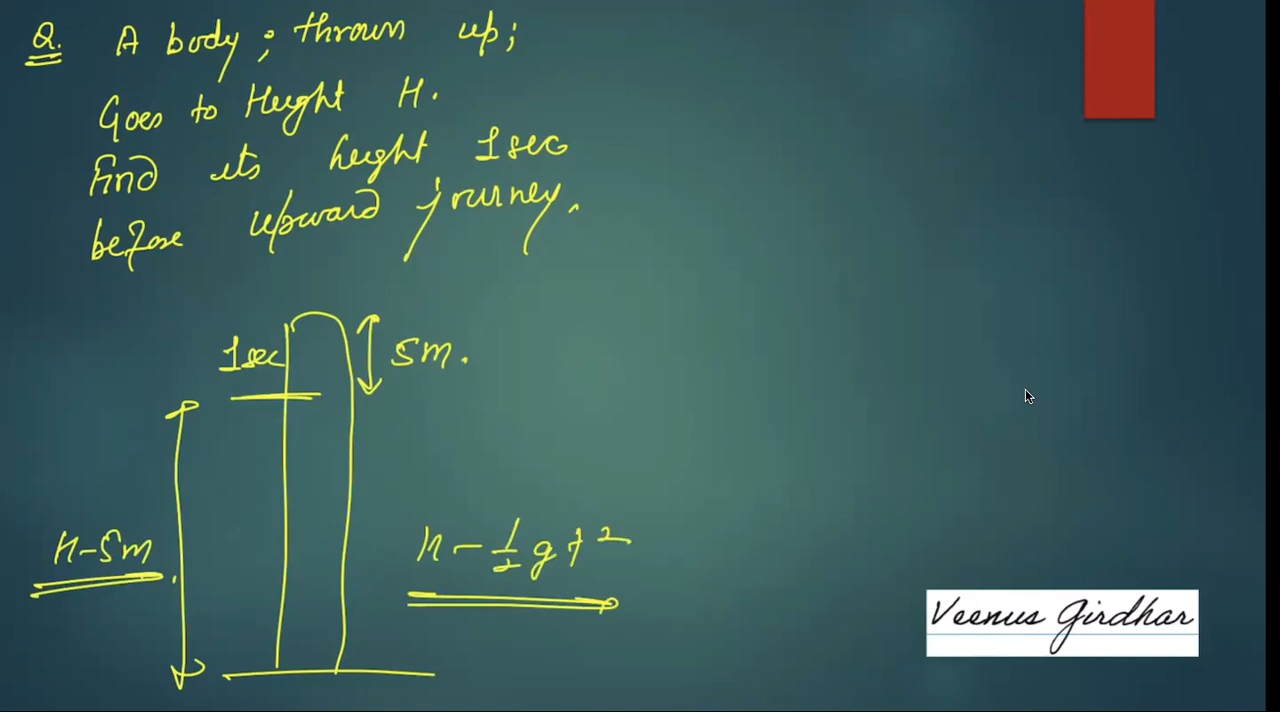 Q. A body; thrown up;
Goes to Height H.
Find its height 1sec
before upward journey.
1sec
5m.
H-5m
H - 1/2 gt²
Veenus Girdhar